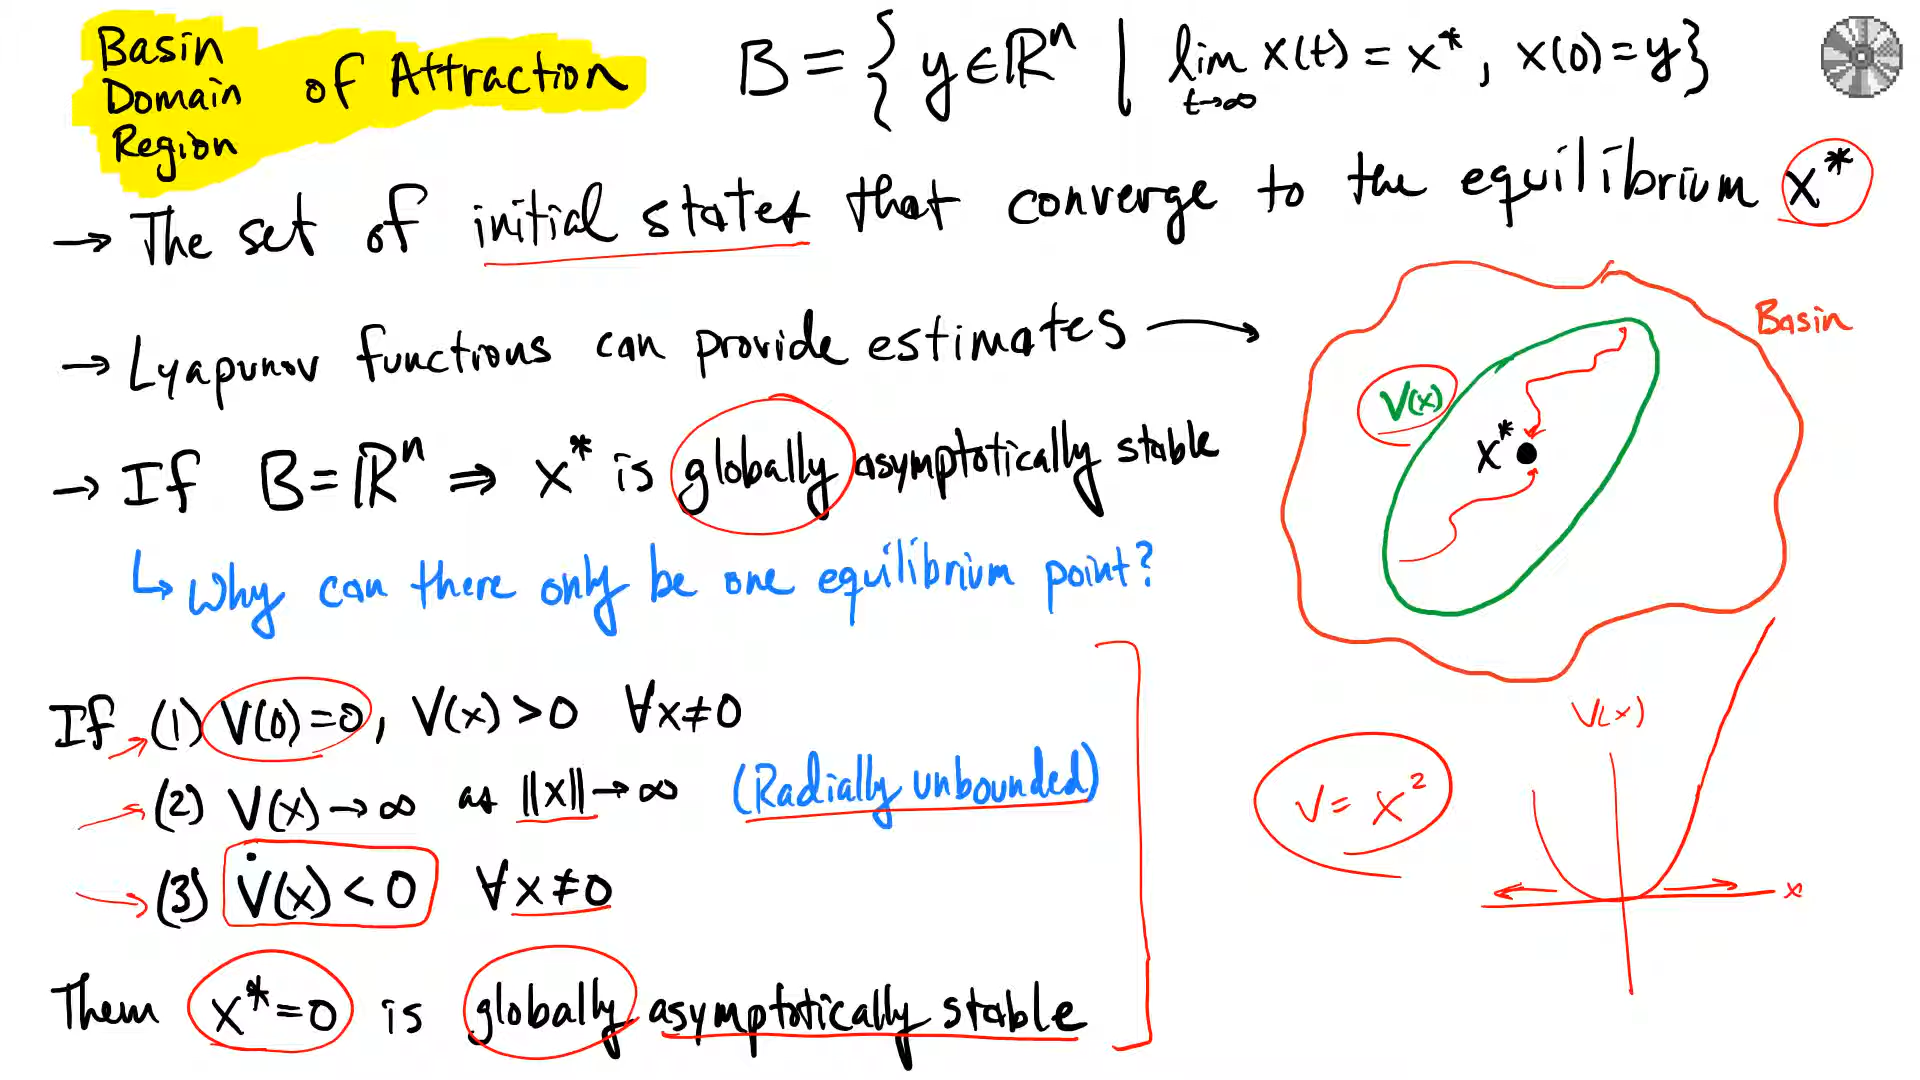 Basin
Domain of Attraction
Region
B = { y ∈ ℝⁿ | lim x(t) = x*, x(0) = y }
t→∞
→ The set of initial states that converge to the equilibrium x*
→ Lyapunov functions can provide estimates →
→ If B = ℝⁿ ⇒ x* is globally asymptotically stable
↳ Why can there only be one equilibrium point?
If (1) V(0) = 0, V(x) > 0 ∀x ≠ 0
(2) V(x) → ∞ as ||x|| → ∞ (Radially unbounded)
(3) V̇(x) < 0 ∀x ≠ 0
Then x* = 0 is globally asymptotically stable
Basin
V(x)
x*
V(x)
V = x²
x